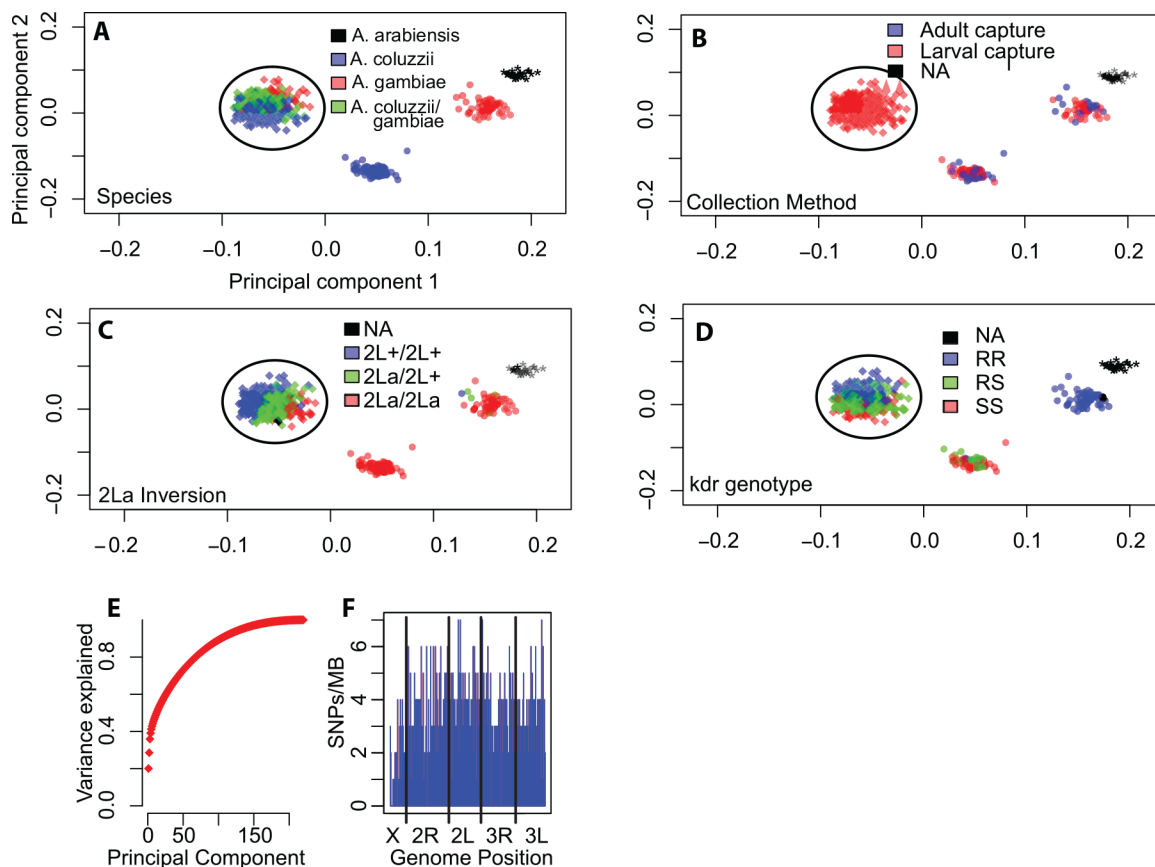 A
A. arabiensis
A. coluzzii
A. gambiae
A. coluzzii/
gambiae
Species
Principal component 2
0.2
0.0
−0.2
−0.2
−0.1
0.0
0.1
0.2
Principal component 1
B
Adult capture
Larval capture
NA
Collection Method
0.2
0.0
−0.2
−0.2
−0.1
0.0
0.1
0.2
C
NA
2L+/2L+
2La/2L+
2La/2La
2La Inversion
0.2
0.0
−0.2
−0.2
−0.1
0.0
0.1
0.2
D
NA
RR
RS
SS
kdr genotype
0.2
0.0
−0.2
−0.2
−0.1
0.0
0.1
0.2
E
Variance explained
0.8
0.4
0.0
0
50
150
Principal Component
F
SNPs/MB
6
4
2
0
X 2R 2L 3R 3L
Genome Position